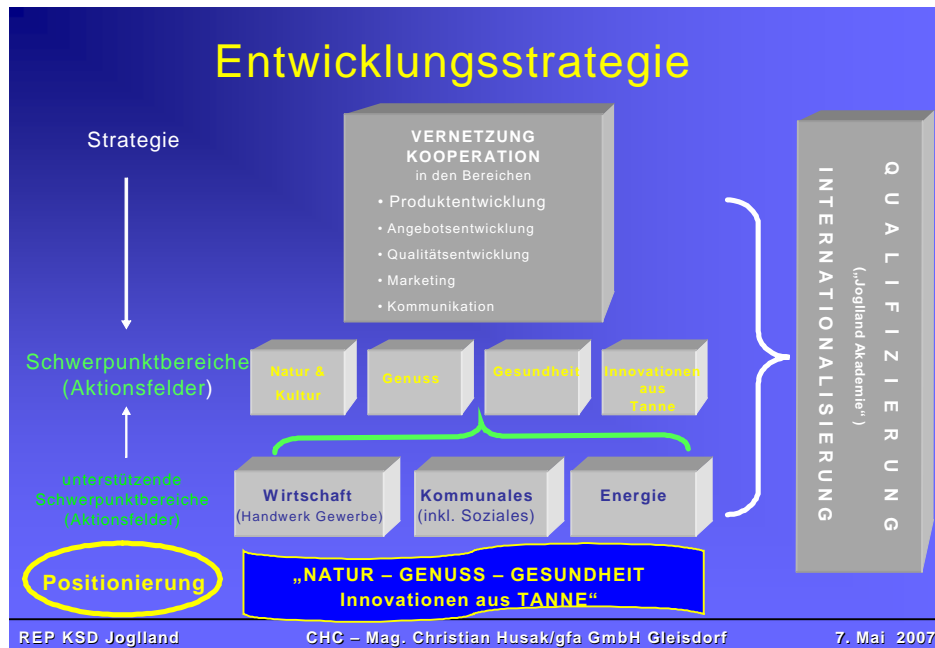 Entwicklungsstrategie
Strategie
VERNETZUNG
KOOPERATION
in den Bereichen
• Produktentwicklung
• Angebotsentwicklung
• Qualitätsentwicklung
• Marketing
• Kommunikation
Schwerpunktbereiche
(Aktionsfelder)
Natur &
Kultur
Genuss
Gesundheit
Innovationen
aus
Tanne
unterstützende
Schwerpunktbereiche
(Aktionsfelder)
Wirtschaft
(Handwerk Gewerbe)
Kommunales
(inkl. Soziales)
Energie
QUALIFIZIERUNG
(„Joglland Akademie“)
INTERNATIONALISIERUNG
Positionierung
„NATUR – GENUSS – GESUNDHEIT
Innovationen aus TANNE“
REP KSD Joglland
CHC – Mag. Christian Husak/gfa GmbH Gleisdorf
7. Mai 2007